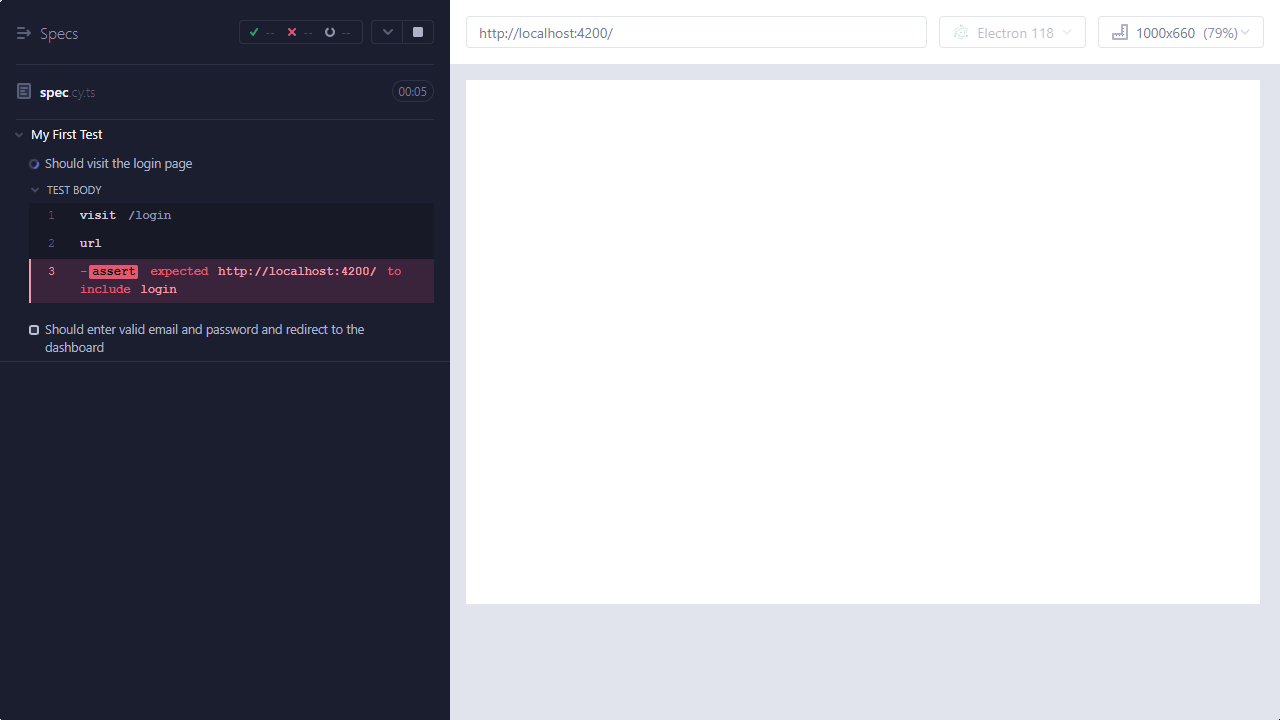 Specs
-- -- --
http://localhost:4200/
Electron 118
1000x660 (79%)
spec.cy.ts
00:05
My First Test
Should visit the login page
TEST BODY
1 visit /login
2 url
3 -assert expected http://localhost:4200/ to
include login
Should enter valid email and password and redirect to the
dashboard